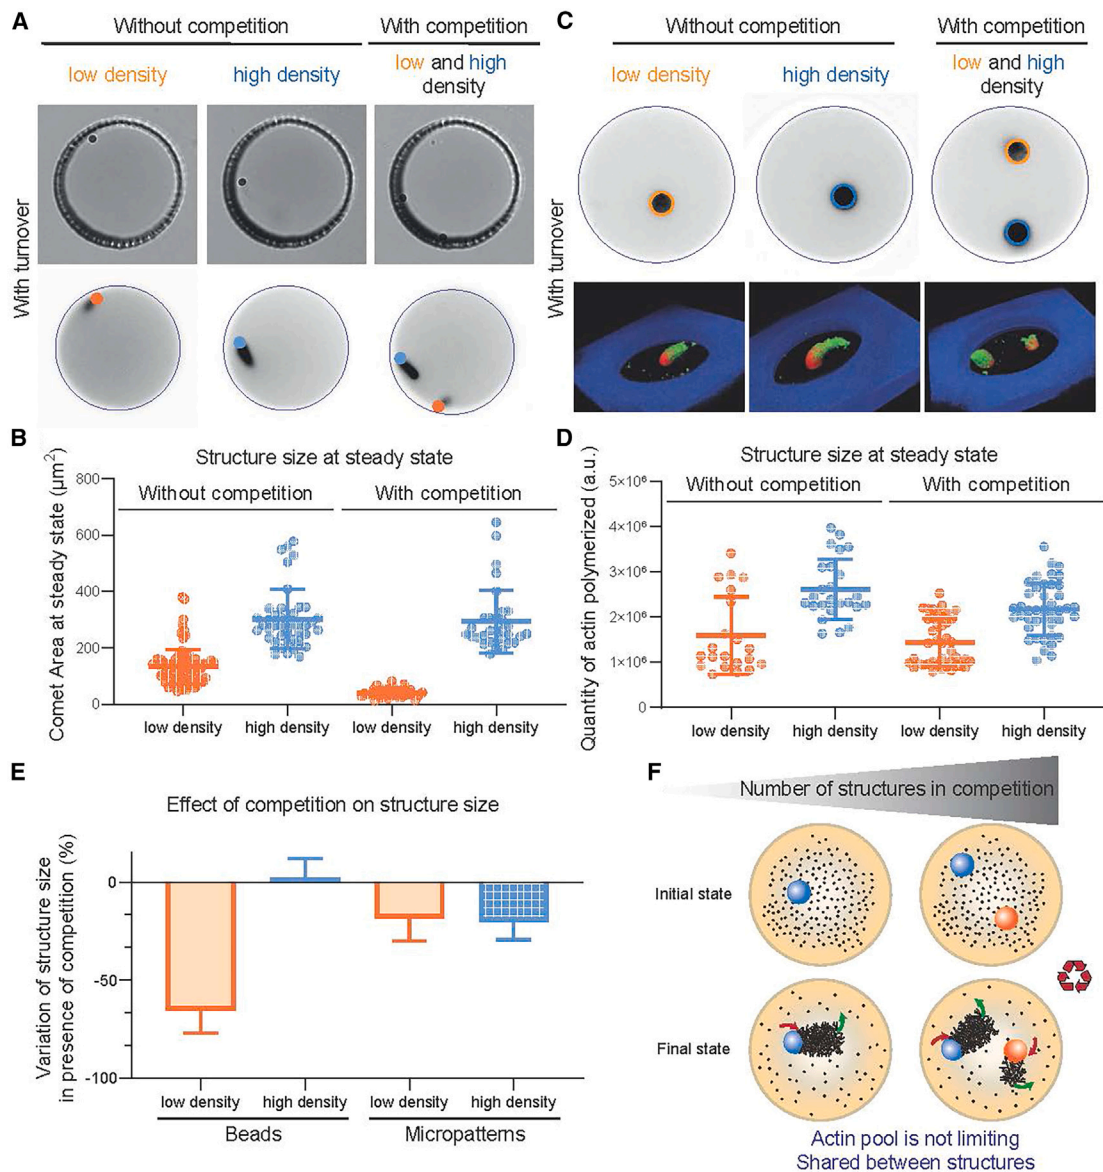 A
Without competition
With competition
low density
high density
low and high
density
With turnover
B
Structure size at steady state
Without competition
With competition
Comet Area at steady state (µm²)
800
600
400
200
0
low density
high density
low density
high density
C
Without competition
With competition
low density
high density
low and high
density
With turnover
D
Structure size at steady state
Without competition
With competition
Quantity of actin polymerized (a.u.)
5×10⁶
4×10⁶
3×10⁶
2×10⁶
1×10⁶
0
low density
high density
low density
high density
E
Effect of competition on structure size
Variation of structure size
in presence of competition (%)
0
-50
-100
low density
high density
low density
high density
Beads
Micropatterns
F
Number of structures in competition
Initial state
Final state
Actin pool is not limiting
Shared between structures